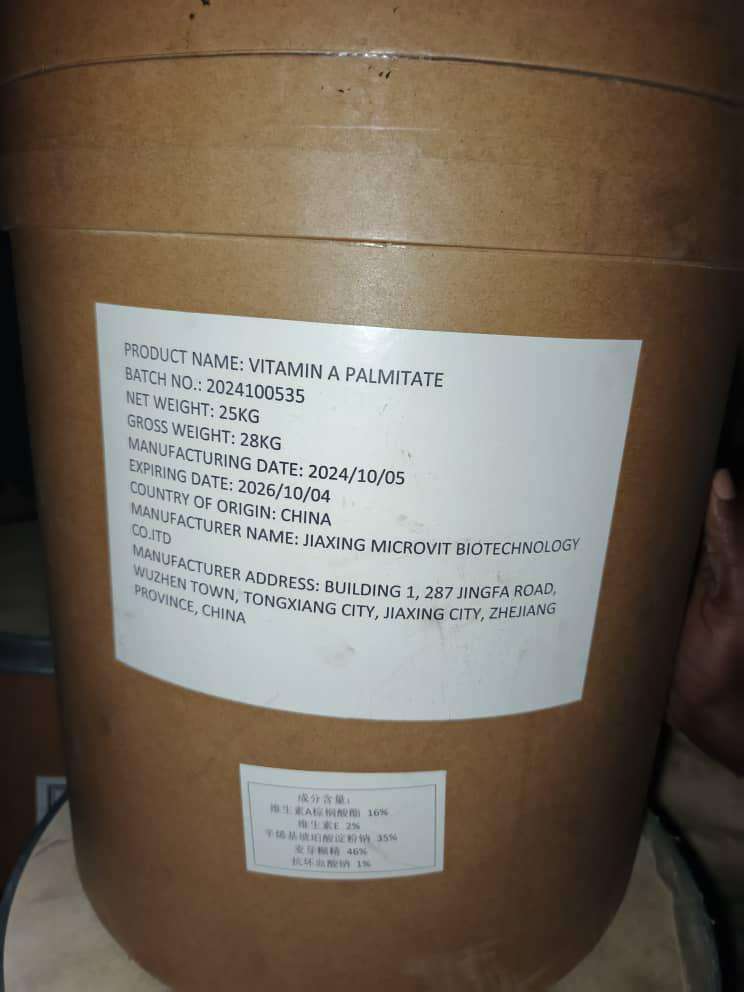 PRODUCT NAME: VITAMIN A PALMITATE
BATCH NO.: 2024100535
NET WEIGHT: 25KG
GROSS WEIGHT: 28KG
MANUFACTURING DATE: 2024/10/05
EXPIRING DATE: 2026/10/04
COUNTRY OF ORIGIN: CHINA
MANUFACTURER NAME: JIAXING MICROVIT BIOTECHNOLOGY
CO.lTD
MANUFACTURER ADDRESS: BUILDING 1, 287 JINGFA ROAD,
WUZHEN TOWN, TONGXIANG CITY, JIAXING CITY, ZHEJIANG
PROVINCE, CHINA
成分含量:
维生素A棕榈酸酯 16%
维生素E 2%
辛烯基琥珀酸淀粉钠 35%
麦芽糊精 46%
抗坏血酸钠 1%